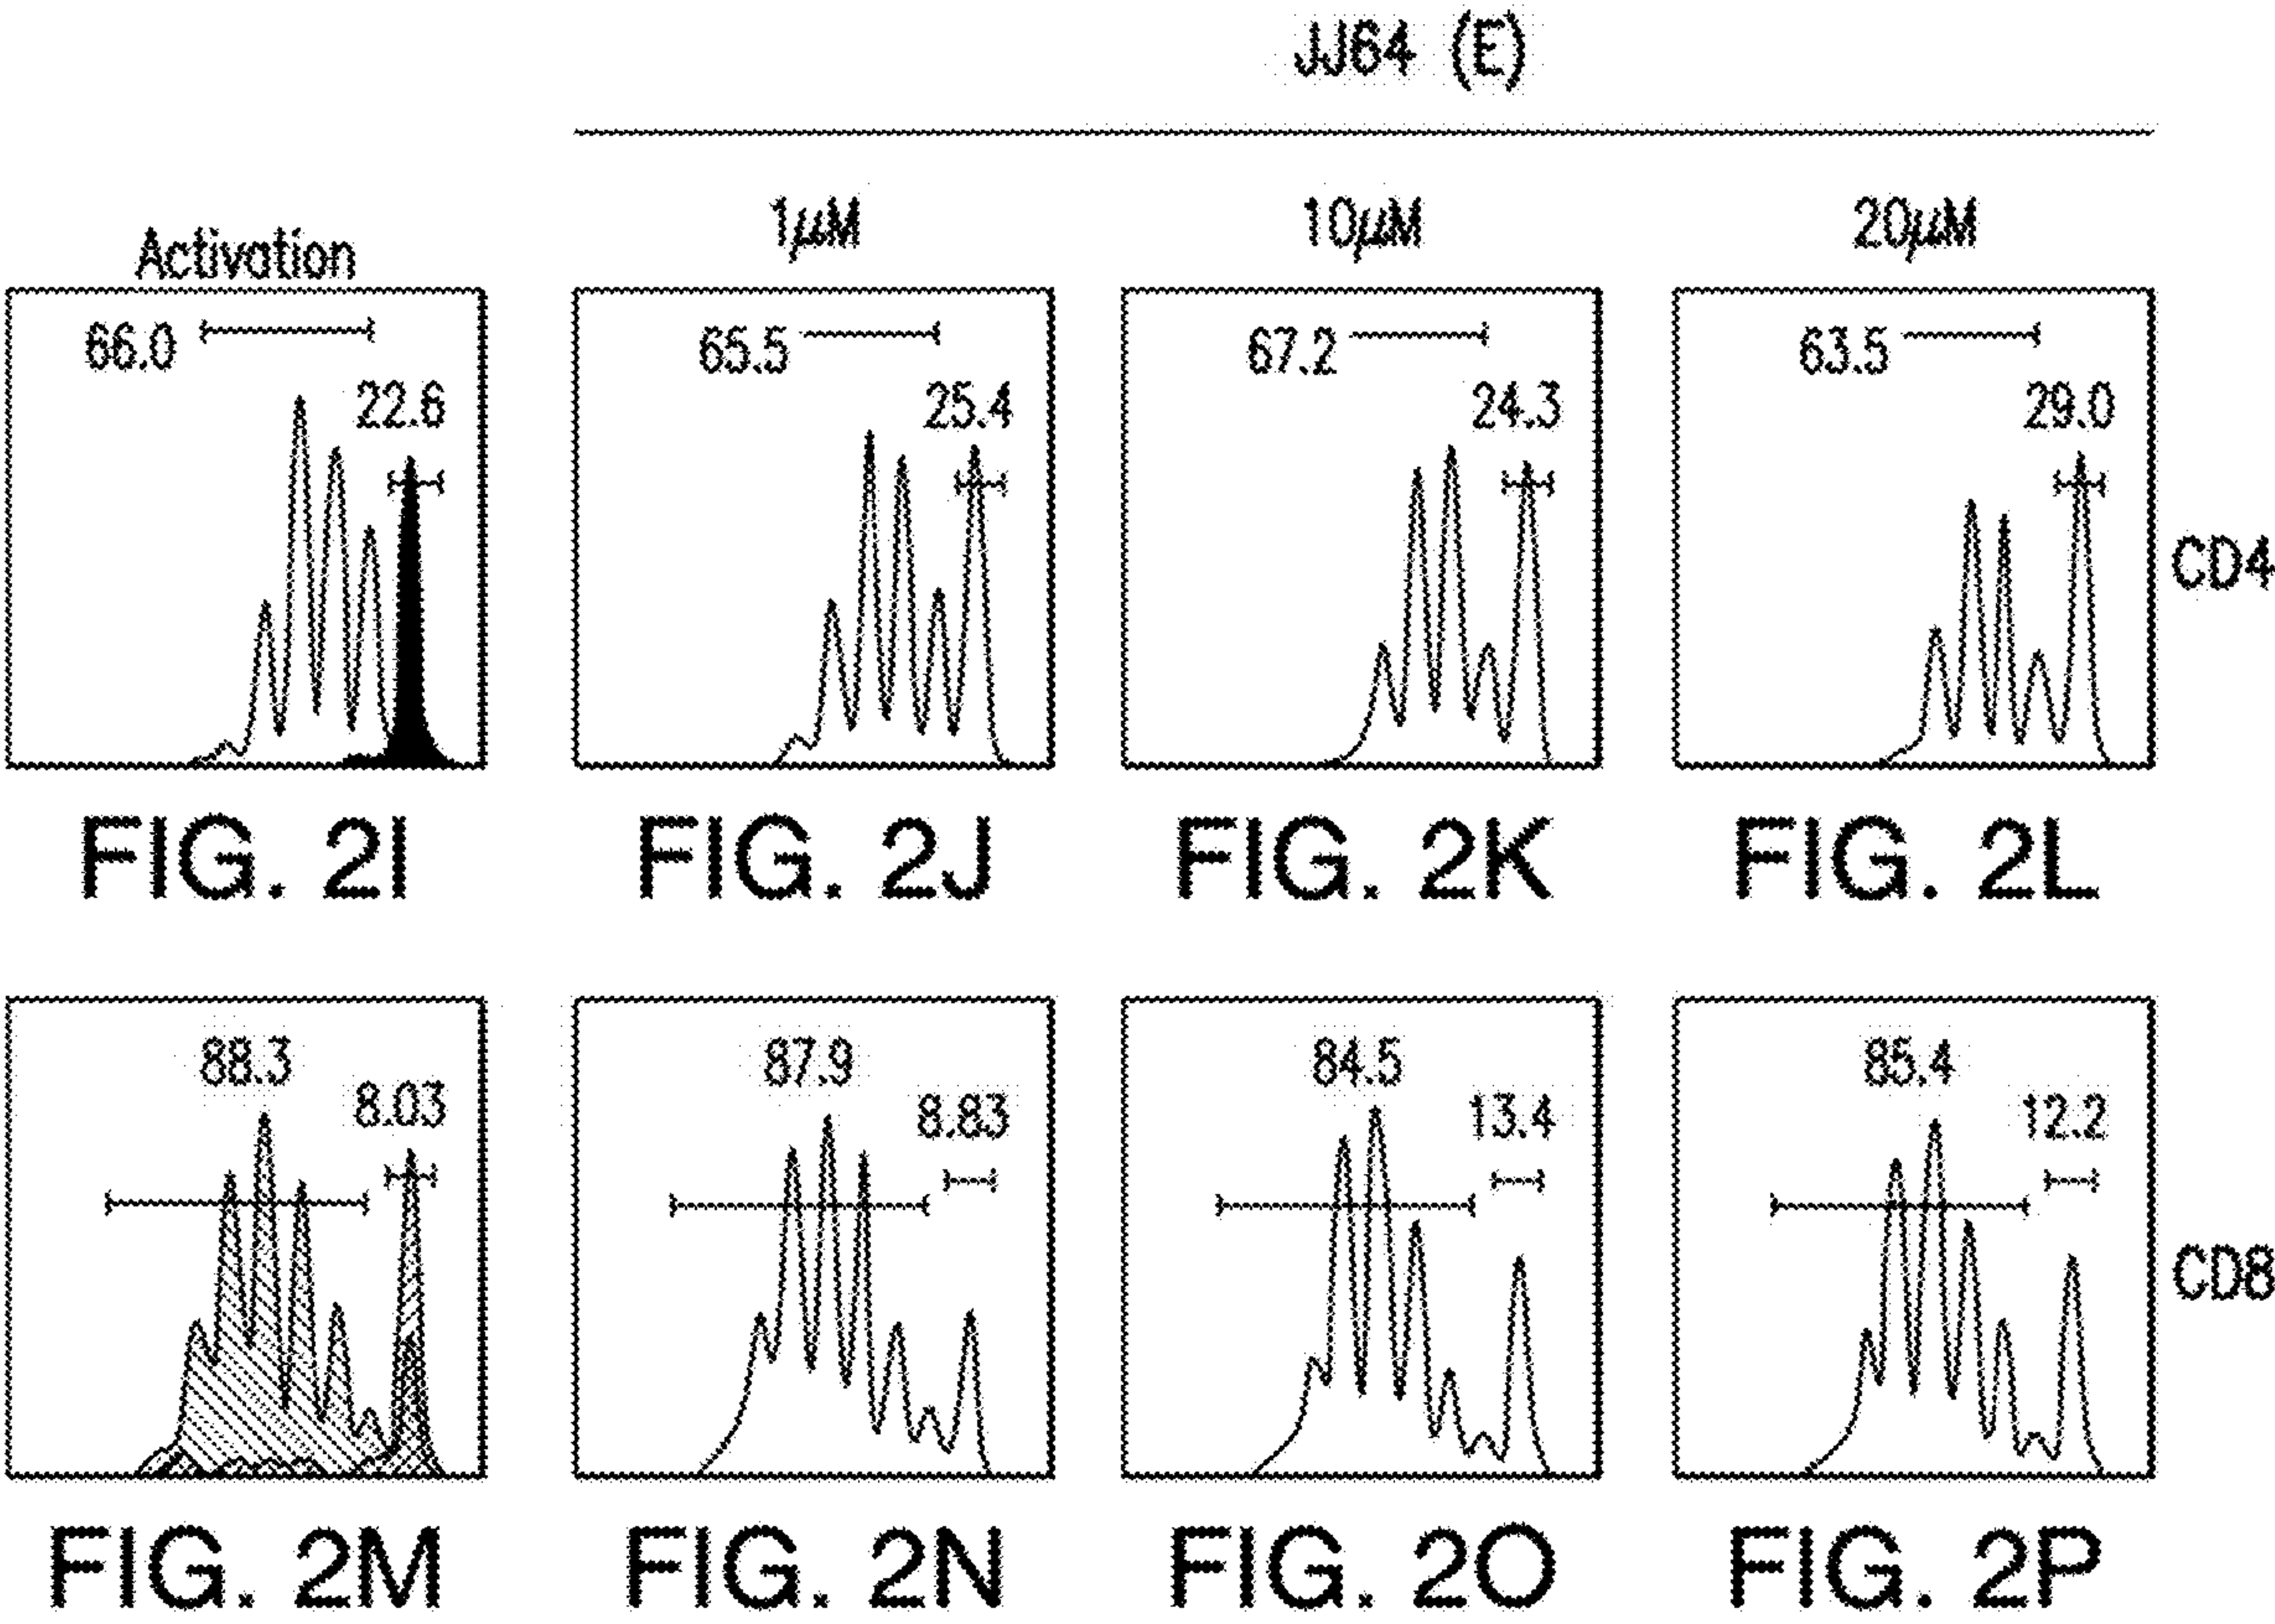 JJ64 (E)
Activation 1μM 10μM 20μM
66.0 65.5 67.2 63.5
22.6 25.4 24.3 29.0
CD4
FIG. 2I FIG. 2J FIG. 2K FIG. 2L
88.3 87.9 84.5 85.4
8.03 8.83 13.4 12.2
CD8
FIG. 2M FIG. 2N FIG. 2O FIG. 2P